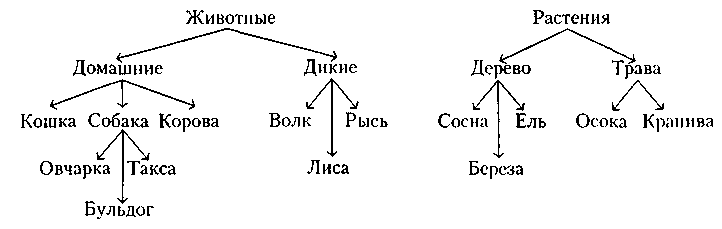 Животные Растения
Домашние Дикие Дерево Трава
Кошка Собака Корова Волк Рысь Сосна Ель Осока Крапива
Овчарка Такса Лиса Береза
Бульдог